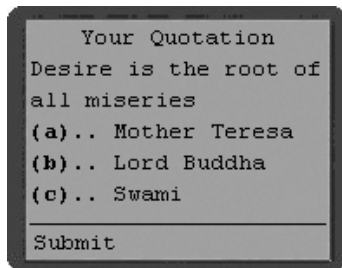 Your Quotation
Desire is the root of
all miseries
(a).. Mother Teresa
(b).. Lord Buddha
(c).. Swami
Submit